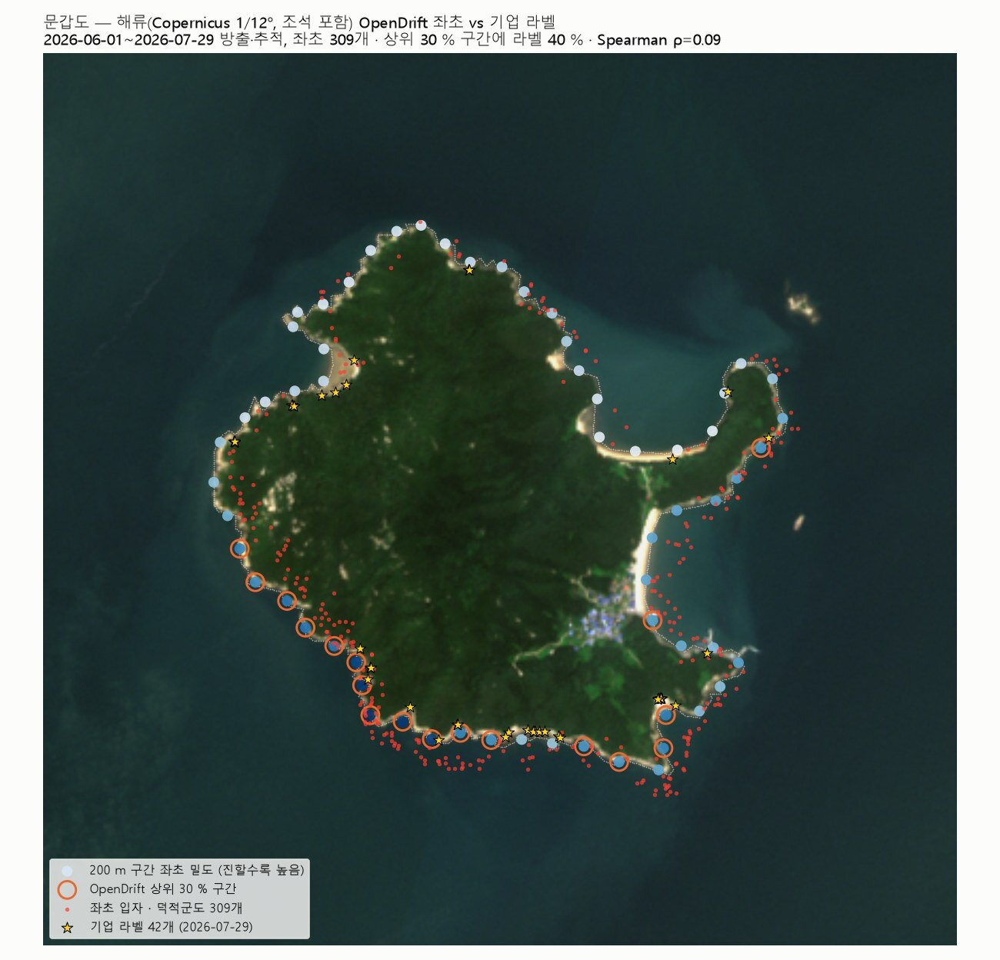 문갑도 — 해류(Copernicus 1/12°, 조석 포함) OpenDrift 좌초 vs 기업 라벨
2026-06-01~2026-07-29 방출·추적, 좌초 309개 · 상위 30 % 구간에 라벨 40 % · Spearman ρ=0.09
200 m 구간 좌초 밀도 (진할수록 높음)
OpenDrift 상위 30 % 구간
좌초 입자 · 덕적군도 309개
기업 라벨 42개 (2026-07-29)